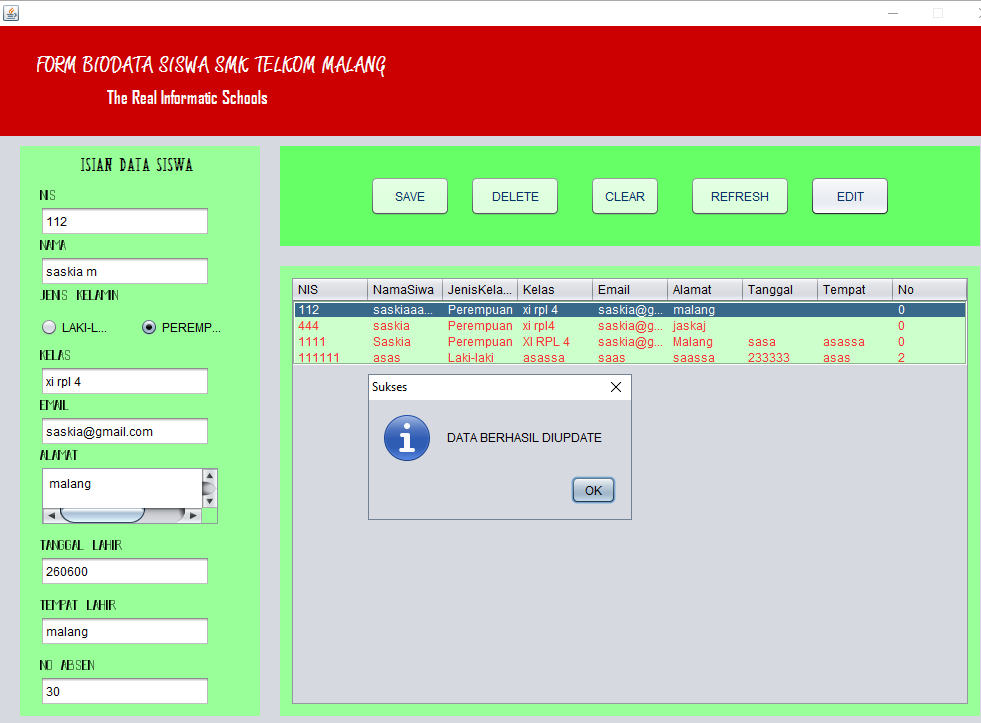 FORM BIODATA SISWA SMK TELKOM MALANG
The Real Informatic Schools
ISIAN DATA SISWA
NIS
112
NAMA
saskia m
JENIS KELAMIN
LAKI-L... PEREMP...
KELAS
xi rpl 4
EMAIL
saskia@gmail.com
ALAMAT
malang
TANGGAL LAHIR
260600
TEMPAT LAHIR
malang
NO ABSEN
30
SAVE DELETE CLEAR REFRESH EDIT
NIS NamaSiwa JenisKela... Kelas Email Alamat Tanggal Tempat No
112 saskiaaa... Perempuan xi rpl 4 saskia@g... malang 0
444 saskia Perempuan xi rpl4 saskia@g... jaskaj 0
1111 Saskia Perempuan XI RPL 4 saskia@g... Malang sasa asassa 0
111111 asas Laki-laki asassa saas saassa 233333 asas 2
Sukses
DATA BERHASIL DIUPDATE
OK